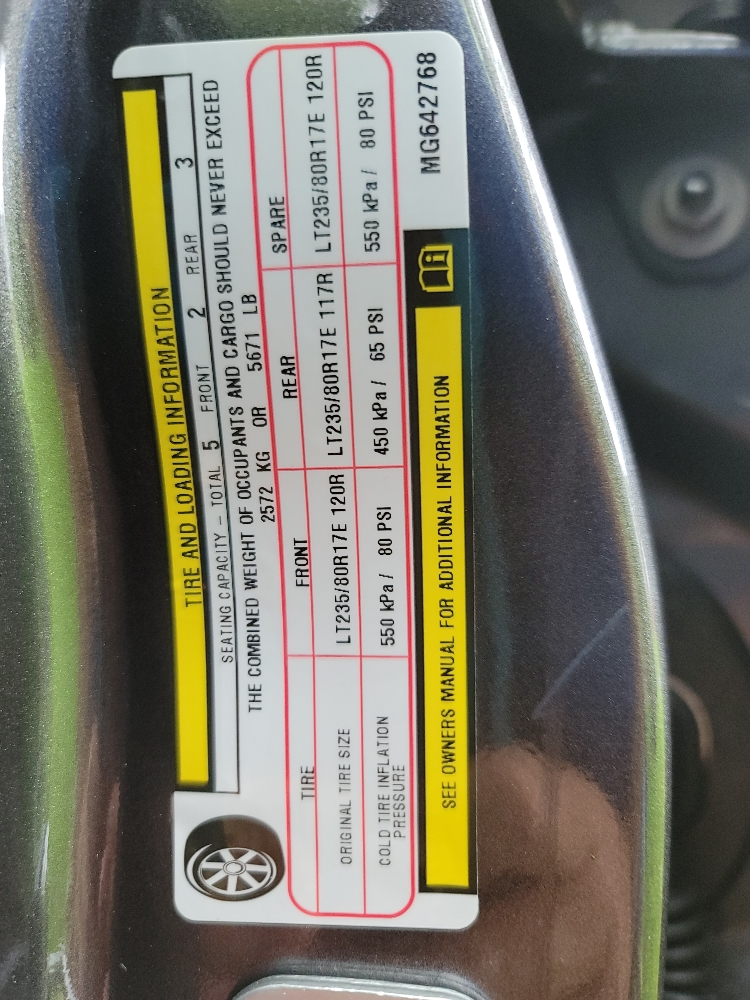 TIRE AND LOADING INFORMATION
SEATING CAPACITY – TOTAL 5 FRONT 2 REAR 3
THE COMBINED WEIGHT OF OCCUPANTS AND CARGO SHOULD NEVER EXCEED
2572 KG OR 5671 LB
TIRE FRONT REAR SPARE
ORIGINAL TIRE SIZE LT235/80R17E 120R LT235/80R17E 117R LT235/80R17E 120R
COLD TIRE INFLATION PRESSURE 550 kPa / 80 PSI 450 kPa / 65 PSI 550 kPa / 80 PSI
SEE OWNERS MANUAL FOR ADDITIONAL INFORMATION
MG642768